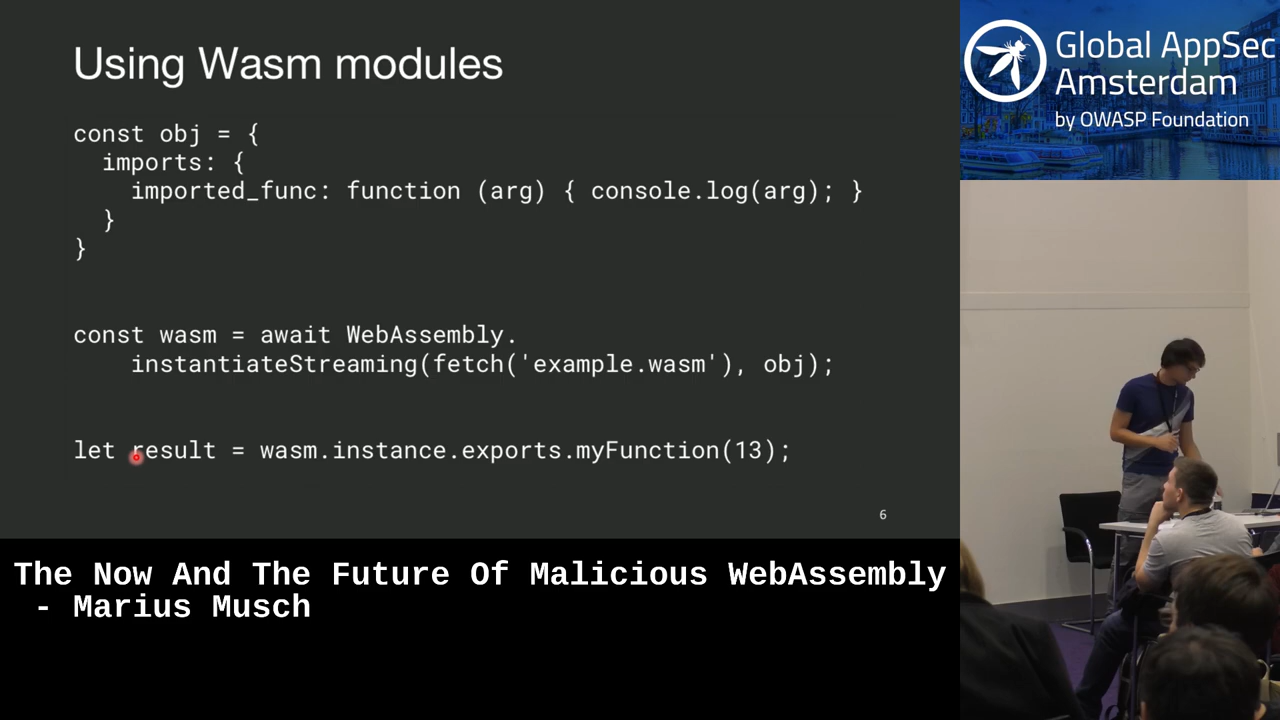 Using Wasm modules
const obj = {
  imports: {
    imported_func: function (arg) { console.log(arg); }
  }
}
const wasm = await WebAssembly.
    instantiateStreaming(fetch('example.wasm'), obj);
let result = wasm.instance.exports.myFunction(13);
6
The Now And The Future Of Malicious WebAssembly
- Marius Musch
Global AppSec
Amsterdam
by OWASP Foundation